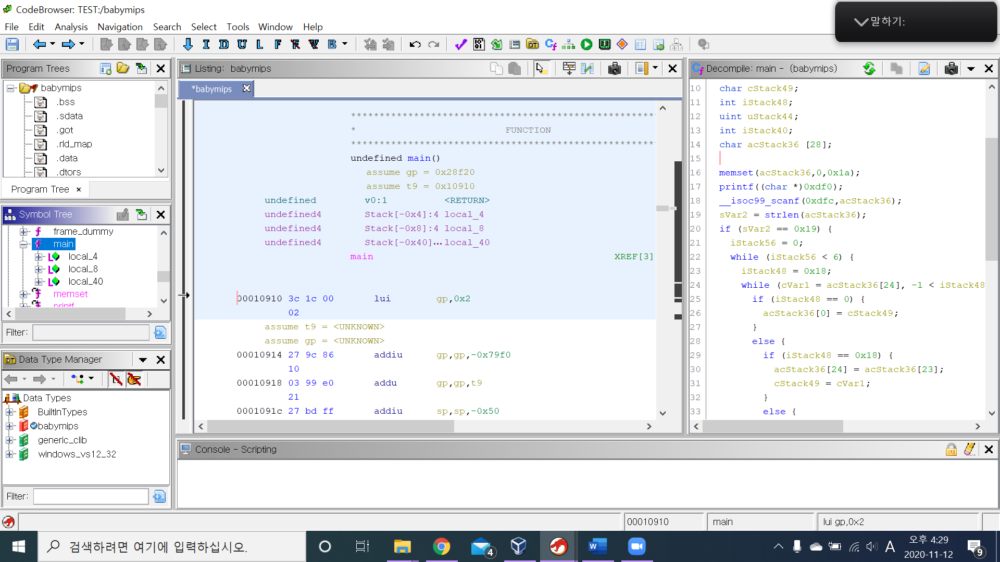 CodeBrowser: TEST:/babymips
File Edit Analysis Navigation Search Select Tools Window Help
말하기:
Program Trees
babymips
.bss
.sdata
.got
.rld_map
.data
.dtors
Program Tree
Symbol Tree
frame_dummy
main
local_4
local_8
local_40
memset
printf
Filter:
Data Type Manager
Data Types
BuiltInTypes
babymips
generic_clib
windows_vs12_32
Filter:
Listing: babymips
*babymips
* FUNCTION
undefined main()
assume gp = 0x28f20
assume t9 = 0x10910
undefined v0:1 <RETURN>
undefined4 Stack[-0x4]:4 local_4
undefined4 Stack[-0x8]:4 local_8
undefined4 Stack[-0x40]... local_40
main XREF[3]
00010910 3c 1c 00 lui gp,0x2
02
assume t9 = <UNKNOWN>
assume gp = <UNKNOWN>
00010914 27 9c 86 addiu gp,gp,-0x79f0
10
00010918 03 99 e0 addu gp,gp,t9
21
0001091c 27 bd ff addiu sp,sp,-0x50
Decompile: main - (babymips)
10 char cStack49;
11 int iStack48;
12 uint uStack44;
13 int iStack40;
14 char acStack36 [28];
15
16 memset(acStack36,0,0x1a);
17 printf((char *)0xdf0);
18 __isoc99_scanf(0xdfc,acStack36);
19 sVar2 = strlen(acStack36);
20 if (sVar2 == 0x19) {
21 iStack56 = 0;
22 while (iStack56 < 6) {
23 iStack48 = 0x18;
24 while (cVar1 = acStack36[24], -1 < iStack48
25 if (iStack48 == 0) {
26 acStack36[0] = cStack49;
27 }
28 else {
29 if (iStack48 == 0x18) {
30 acStack36[24] = acStack36[23];
31 cStack49 = cVar1;
32 }
33 else {
Console - Scripting
00010910 main lui gp,0x2
검색하려면 여기에 입력하십시오.
4
A
오후 4:29
2020-11-12
9